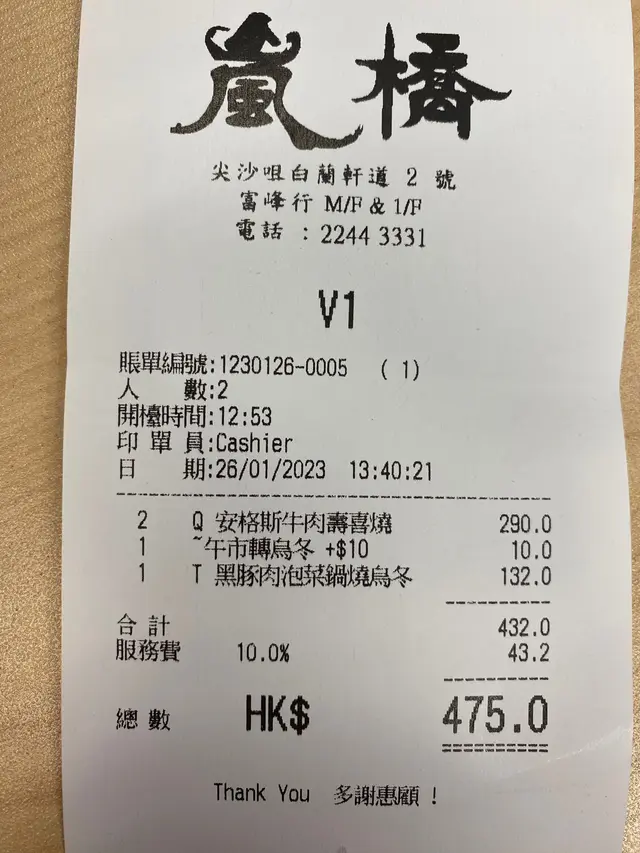 嵐橋
尖沙咀白蘭軒道 2 號
富峰行 M/F & 1/F
電話 : 2244 3331
V1
賬單編號:1230126-0005 ( 1)
人 數:2
開檯時間:12:53
印 單 員:Cashier
日 期:26/01/2023 13:40:21
2 Q 安格斯牛肉壽喜燒 290.0
1 ~午市轉烏冬 +$10 10.0
1 T 黑豚肉泡菜鍋燒烏冬 132.0
合 計 432.0
服務費 10.0% 43.2
總 數 HK$ 475.0
Thank You 多謝惠顧 !